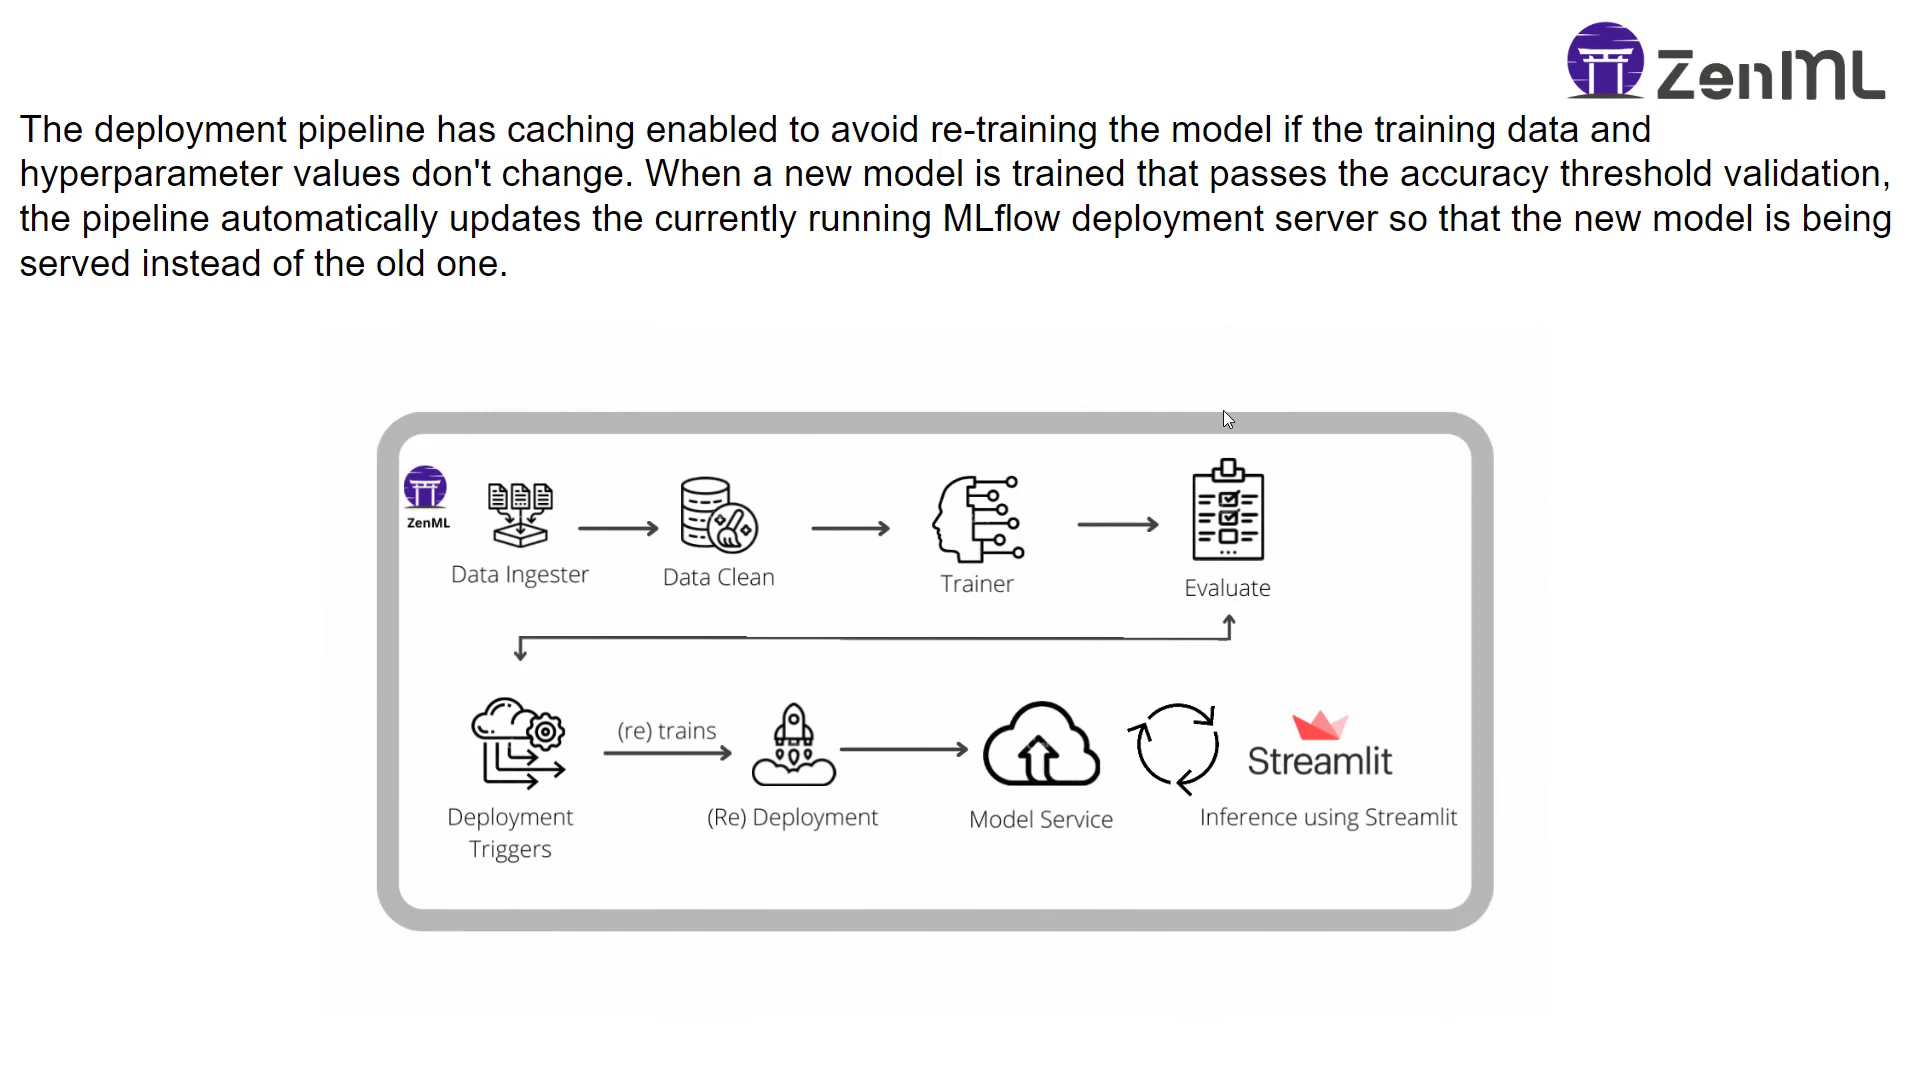 ZenML
The deployment pipeline has caching enabled to avoid re-training the model if the training data and
hyperparameter values don't change. When a new model is trained that passes the accuracy threshold validation,
the pipeline automatically updates the currently running MLflow deployment server so that the new model is being
served instead of the old one.
ZenML
Data Ingester
Data Clean
Trainer
Evaluate
(re) trains
Streamlit
Deployment
Triggers
(Re) Deployment
Model Service
Inference using Streamlit